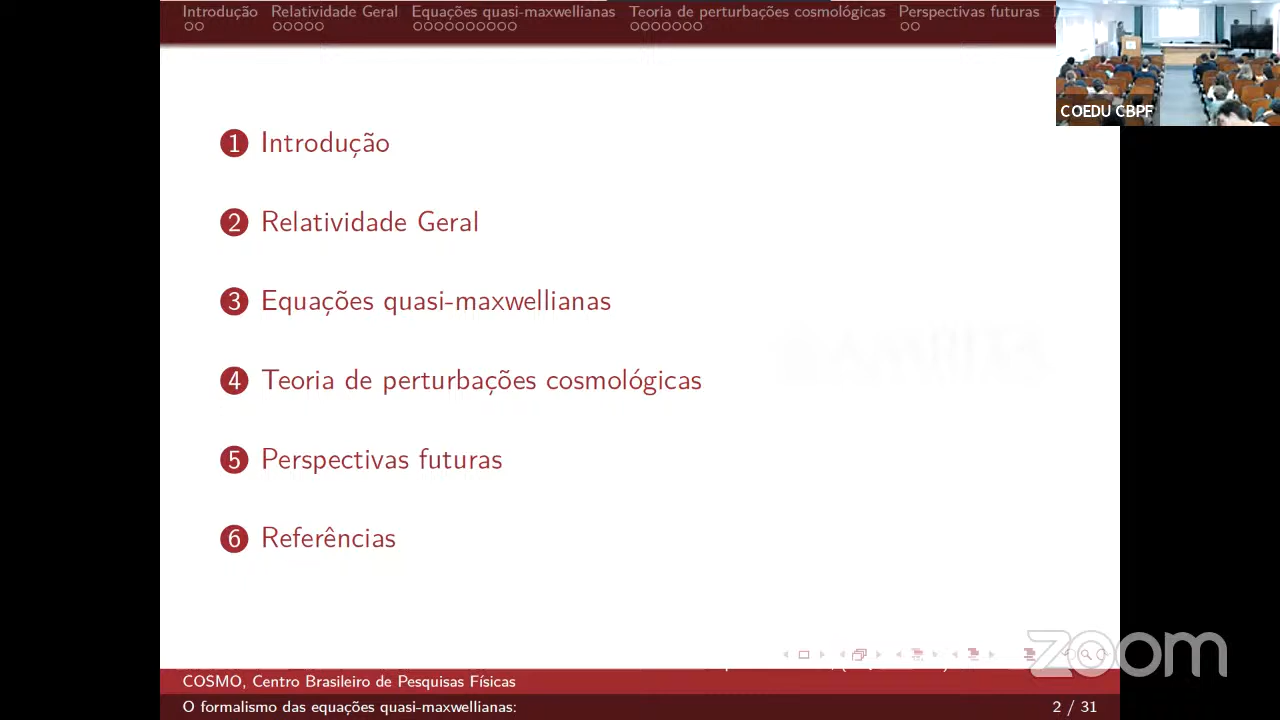 Introdução Relatividade Geral Equações quasi-maxwellianas Teoria de perturbações cosmológicas Perspectivas futuras
COEDU CBPF
1 Introdução
2 Relatividade Geral
3 Equações quasi-maxwellianas
4 Teoria de perturbações cosmológicas
5 Perspectivas futuras
6 Referências
zoom
COSMO, Centro Brasileiro de Pesquisas Físicas
O formalismo das equações quasi-maxwellianas: 2 / 31